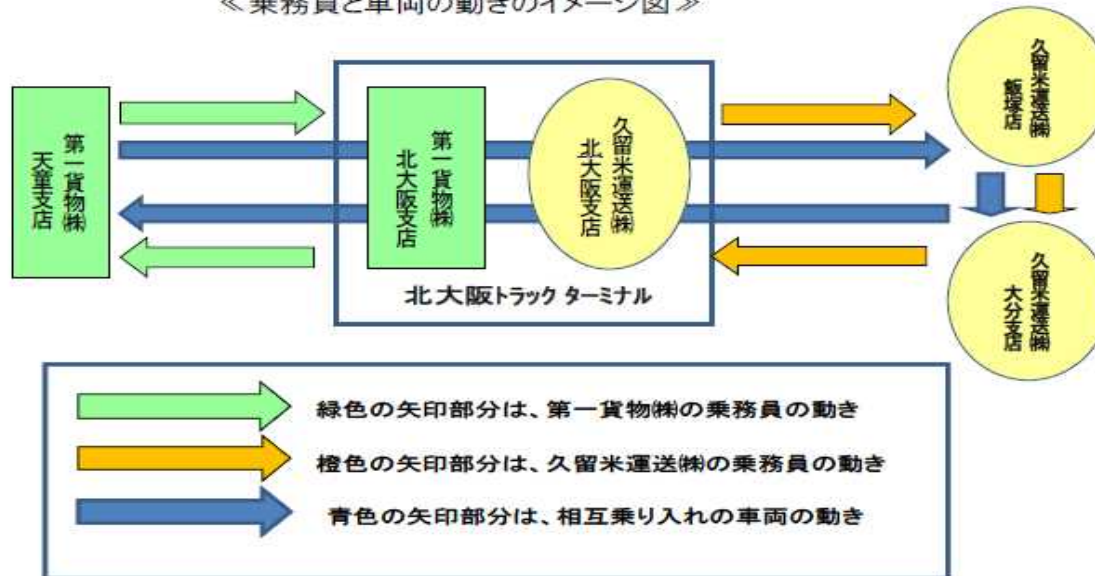 ≪乗務員と車両の動きのイメージ図≫
第一貨物㈱
天童支店
第一貨物㈱
北大阪支店
久留米運送㈱
北大阪支店
久留米運送㈱
飯塚店
久留米運送㈱
大分支店
北大阪トラックターミナル
緑色の矢印部分は、第一貨物㈱の乗務員の動き
橙色の矢印部分は、久留米運送㈱の乗務員の動き
青色の矢印部分は、相互乗り入れの車両の動き